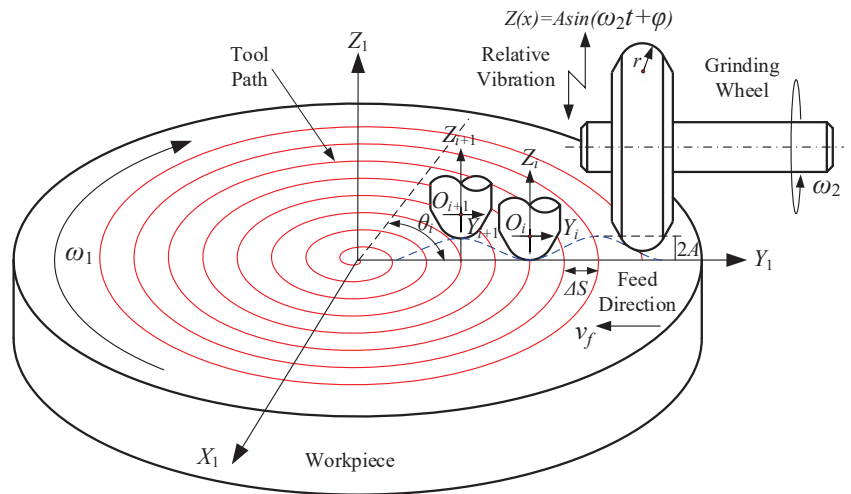 Z(x)=Asin(ω₂t+φ)
Z₁
Tool
Path
Relative
Vibration
r
Grinding
Wheel
Zᵢ₊₁
Zᵢ
ω₂
Oᵢ₊₁
Yᵢ₊₁
Oᵢ
Yᵢ
θᵢ
ω₁
2A
Y₁
ΔS
Feed
Direction
v_f
X₁
Workpiece